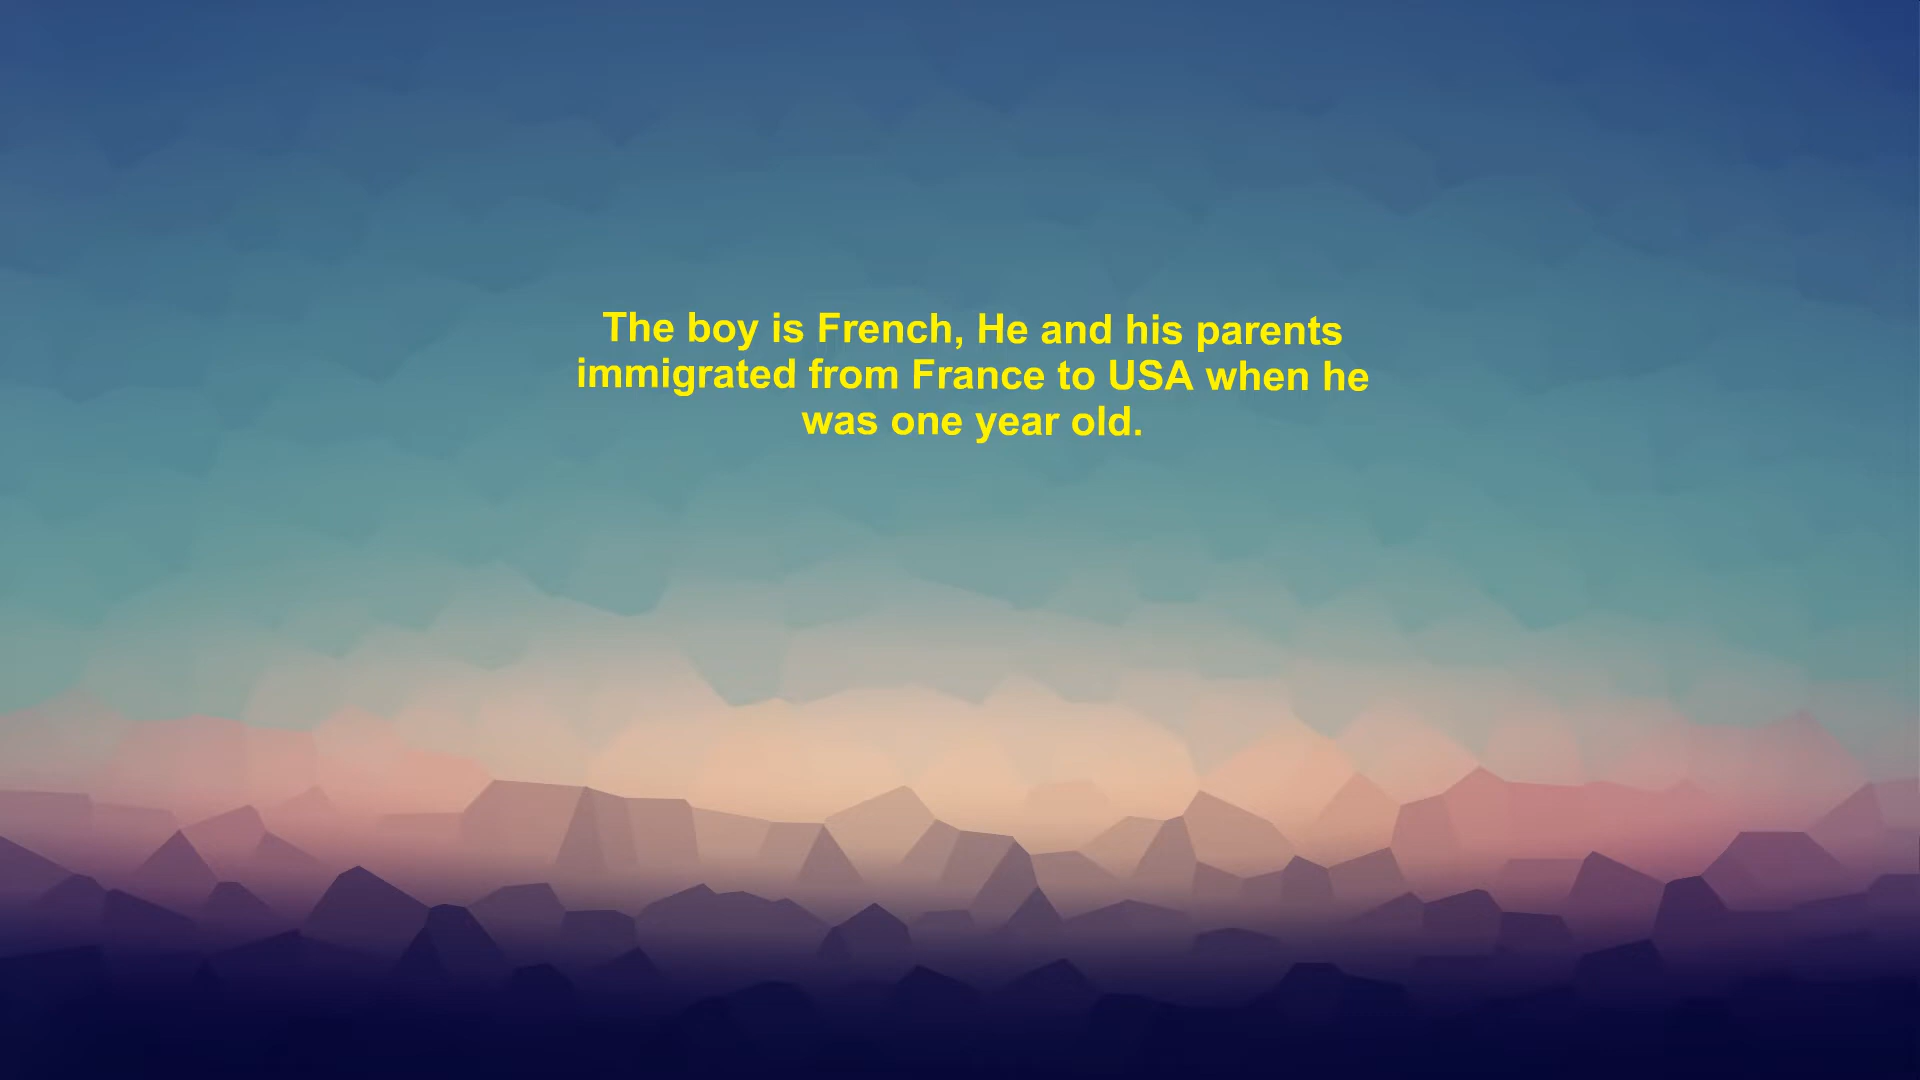 The boy is French, He and his parents
immigrated from France to USA when he
was one year old.